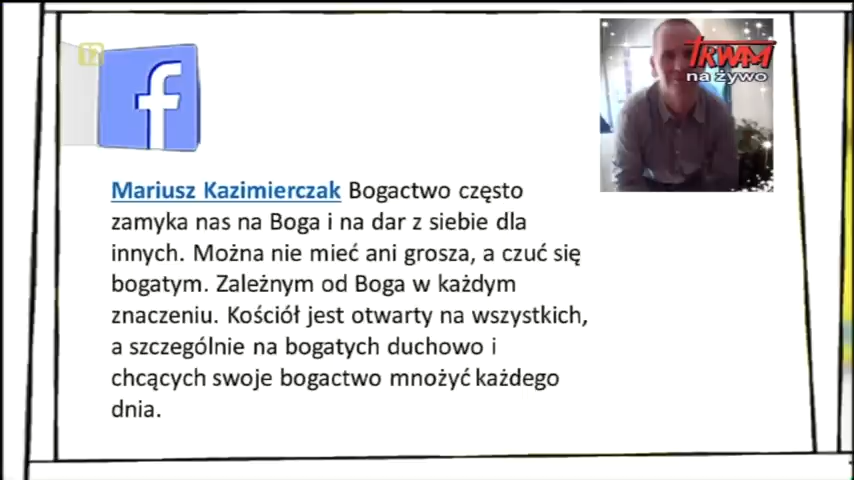 12
TRWAM
na żywo
Mariusz Kazimierczak Bogactwo często
zamyka nas na Boga i na dar z siebie dla
innych. Można nie mieć ani grosza, a czuć się
bogatym. Zależnym od Boga w każdym
znaczeniu. Kościół jest otwarty na wszystkich,
a szczególnie na bogatych duchowo i
chcących swoje bogactwo mnożyć każdego
dnia.